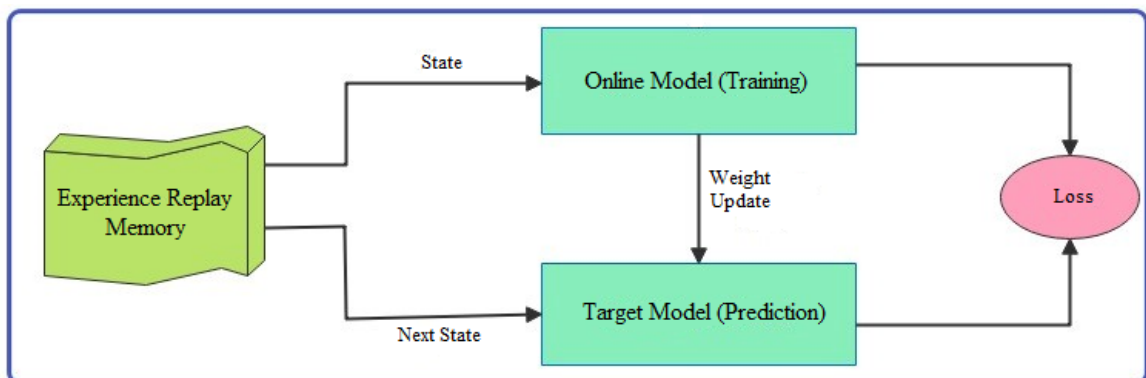 State
Online Model (Training)
Experience Replay
Memory
Weight
Update
Loss
Target Model (Prediction)
Next State